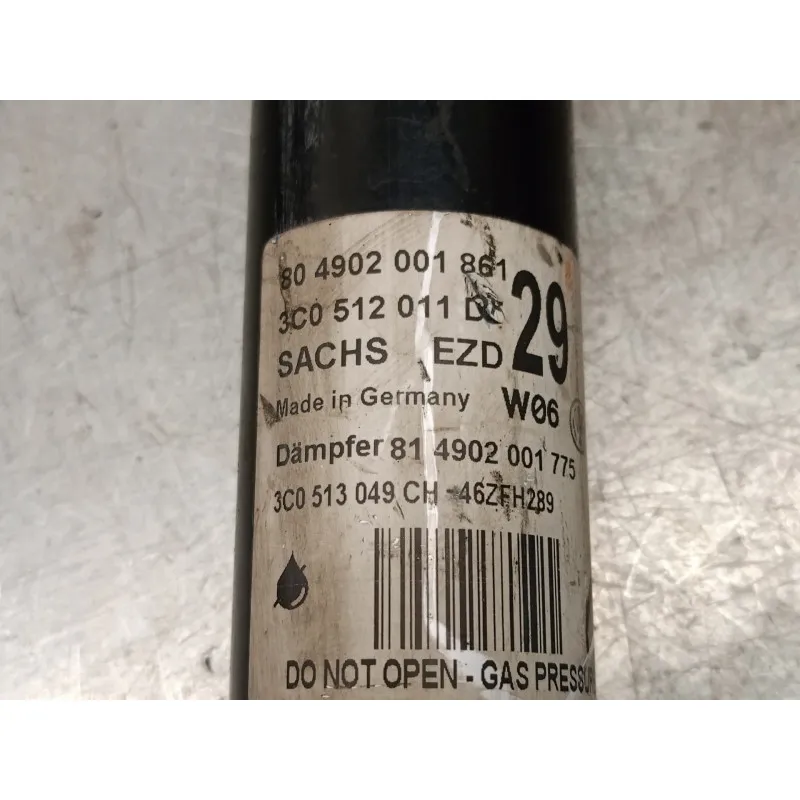 80 4902 001 861
3C0 512 011
29
SACHS EZD
Made in Germany W06
Dämpfer 81 4902 001 775
3C0 513 049 CH 46ZFH289
DO NOT OPEN - GAS